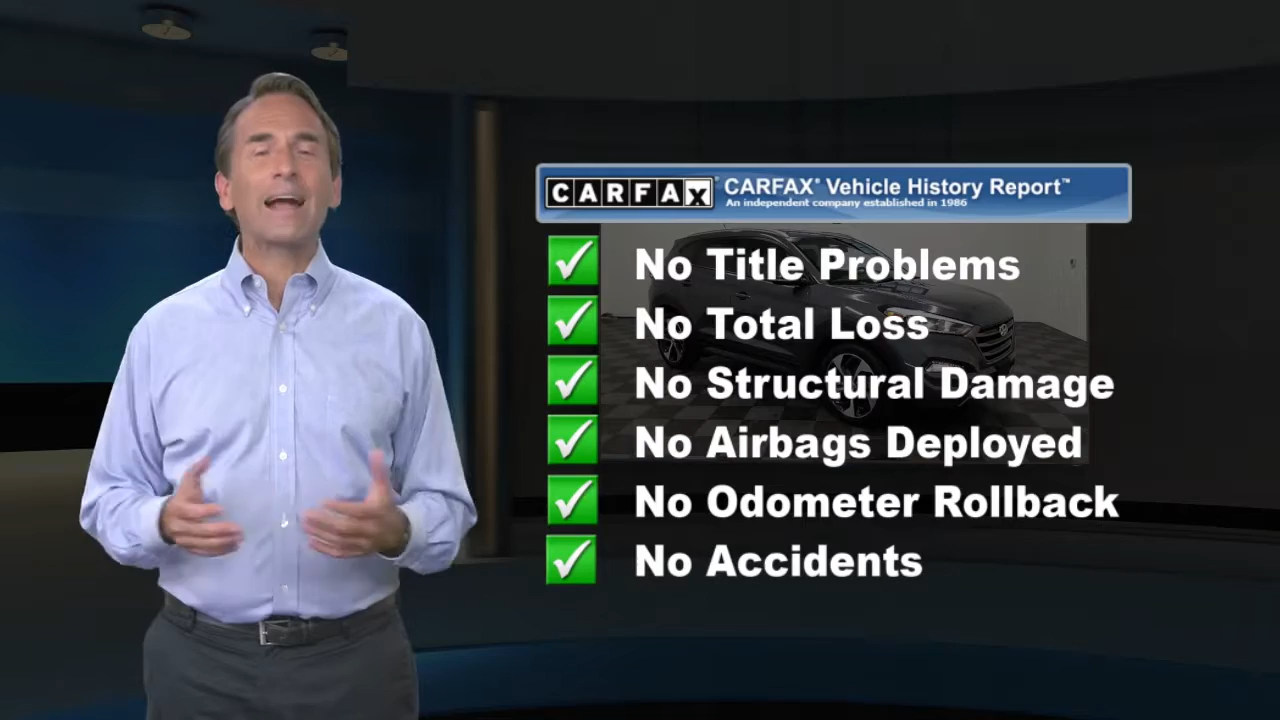 CARFAX® CARFAX® Vehicle History Report™
An independent company established in 1986
No Title Problems
No Total Loss
No Structural Damage
No Airbags Deployed
No Odometer Rollback
No Accidents